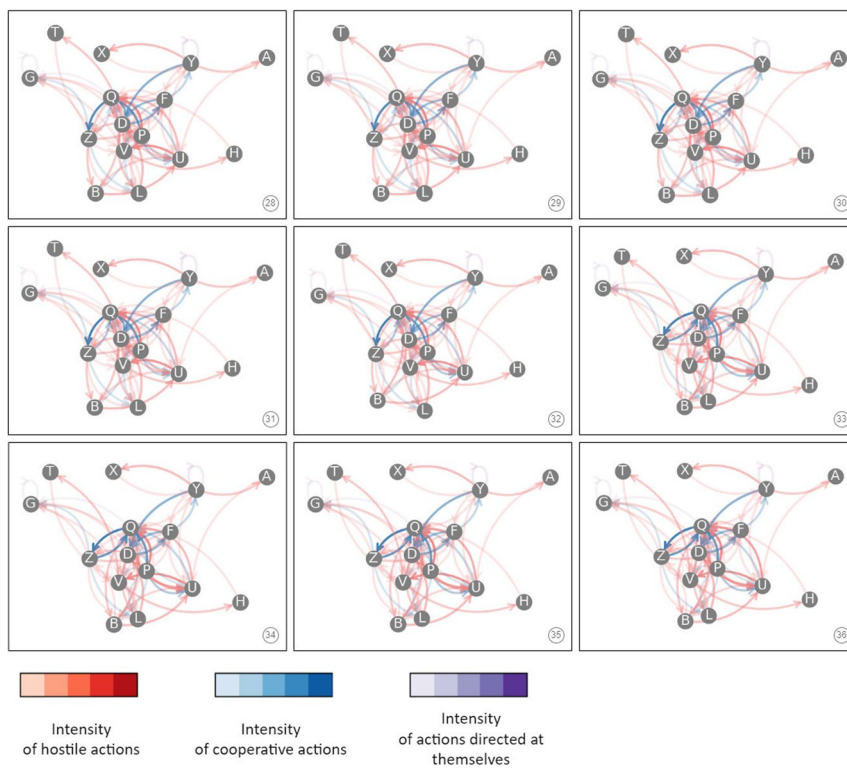 T X Y A G Q F D P Z V U H B L 28
T X Y A G Q F D P Z V U H B L 29
T X Y A G Q F D P Z V U H B L 30
T X Y A G Q F D P Z V U H B L 31
T X Y A G Q F D P Z V U H B L 32
T X Y A G Q F D P Z V U H B L 33
T X Y A G Q F D P Z V U H B L 34
T X Y A G Q F D P Z V U H B L 35
T X Y A G Q F D P Z V U H B L 36
Intensity
of hostile actions
Intensity
of cooperative actions
Intensity
of actions directed at
themselves